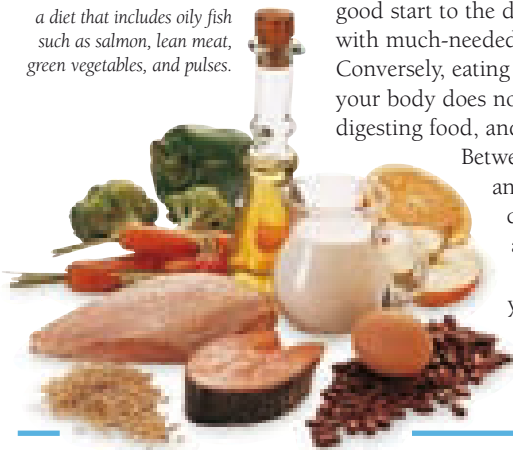 a diet that includes oily fish
such as salmon, lean meat,
green vegetables, and pulses.
good start to the d
with much-needed
Conversely, eating
your body does no
digesting food, and
Betwe
an
a
y